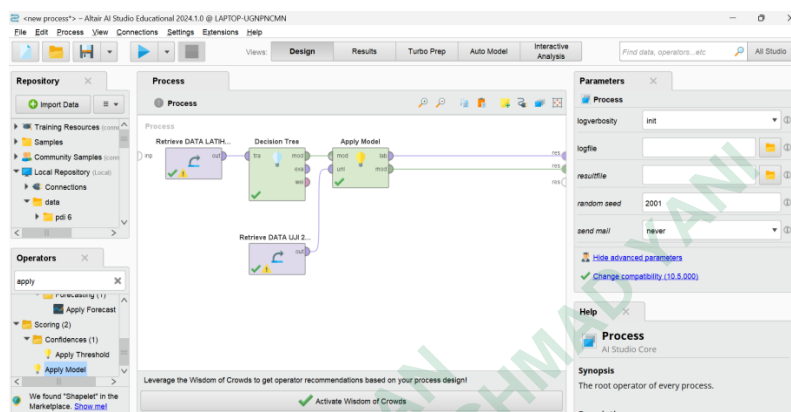 <new process*> – Altair AI Studio Educational 2024.1.0 @ LAPTOP-UGNPNCMN
File Edit Process View Connections Settings Extensions Help
Views: Design Results Turbo Prep Auto Model Interactive Analysis
Find data, operators...etc
All Studio
Repository
Import Data
Training Resources (conne
Samples
Community Samples (conn
Local Repository (Local)
Connections
data
pdi 6
Operators
apply
Forecasting (1)
Apply Forecast
Scoring (2)
Confidences (1)
Apply Threshold
Apply Model
We found "Shapelet" in the
Marketplace. Show me!
Process
Process
Process
Retrieve DATA LATIH...
Decision Tree
Apply Model
inp
out
tra
mod
exa
wei
mod
unl
lab
mod
res
res
res
Retrieve DATA UJI 2...
out
Leverage the Wisdom of Crowds to get operator recommendations based on your process design!
Activate Wisdom of Crowds
Parameters
Process
logverbosity
init
logfile
resultfile
random seed
2001
send mail
never
Hide advanced parameters
Change compatibility (10.5.000)
Help
Process
AI Studio Core
Synopsis
The root operator of every process.